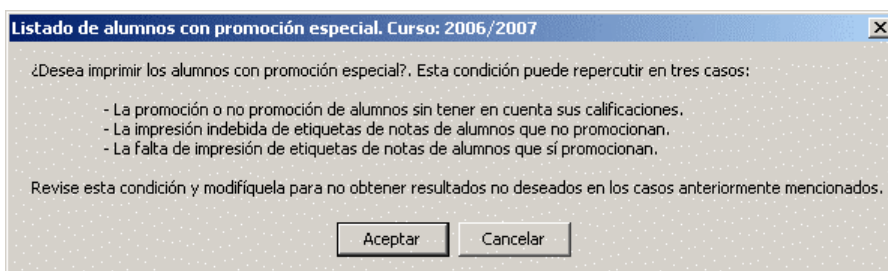 Listado de alumnos con promoción especial. Curso: 2006/2007
¿Desea imprimir los alumnos con promoción especial?. Esta condición puede repercutir en tres casos:
- La promoción o no promoción de alumnos sin tener en cuenta sus calificaciones.
- La impresión indebida de etiquetas de notas de alumnos que no promocionan.
- La falta de impresión de etiquetas de notas de alumnos que sí promocionan.
Revise esta condición y modifíquela para no obtener resultados no deseados en los casos anteriormente mencionados.
Aceptar Cancelar